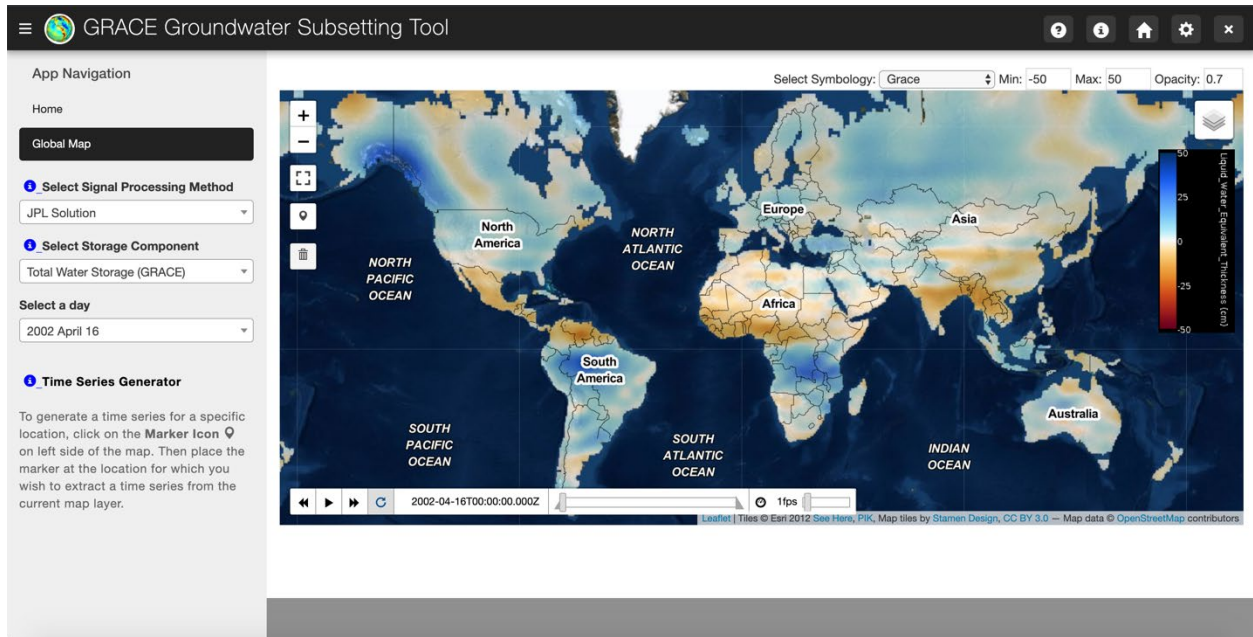 GRACE Groundwater Subsetting Tool
App Navigation
Home
Global Map
Select Signal Processing Method
JPL Solution
Select Storage Component
Total Water Storage (GRACE)
Select a day
2002 April 16
Time Series Generator
To generate a time series for a specific
location, click on the Marker Icon
on left side of the map. Then place the
marker at the location for which you
wish to extract a time series from the
current map layer.
Select Symbology: Grace Min: -50 Max: 50 Opacity: 0.7
+
−
50
25
0
-25
-50
Liquid_Water_Equivalent_Thickness (cm)
North
America
NORTH
ATLANTIC
OCEAN
Europe
Asia
NORTH
PACIFIC
OCEAN
Africa
South
America
SOUTH
PACIFIC
OCEAN
SOUTH
ATLANTIC
OCEAN
INDIAN
OCEAN
Australia
2002-04-16T00:00:00.000Z
1fps
Leaflet | Tiles © Esri 2012 See Here, PIK, Map tiles by Stamen Design, CC BY 3.0 — Map data © OpenStreetMap contributors